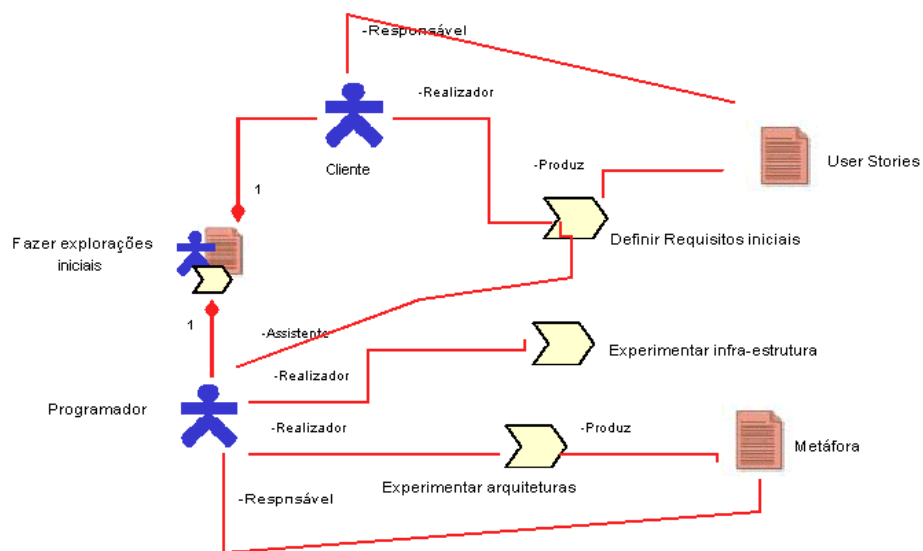 -Responsável
-Realizador
Cliente
-Produz
User Stories
1
Fazer explorações
iniciais
Definir Requisitos iniciais
1
-Assistente
Experimentar infra-estrutura
-Realizador
Programador
-Realizador
-Produz
Metáfora
Experimentar arquiteturas
-Respnsável